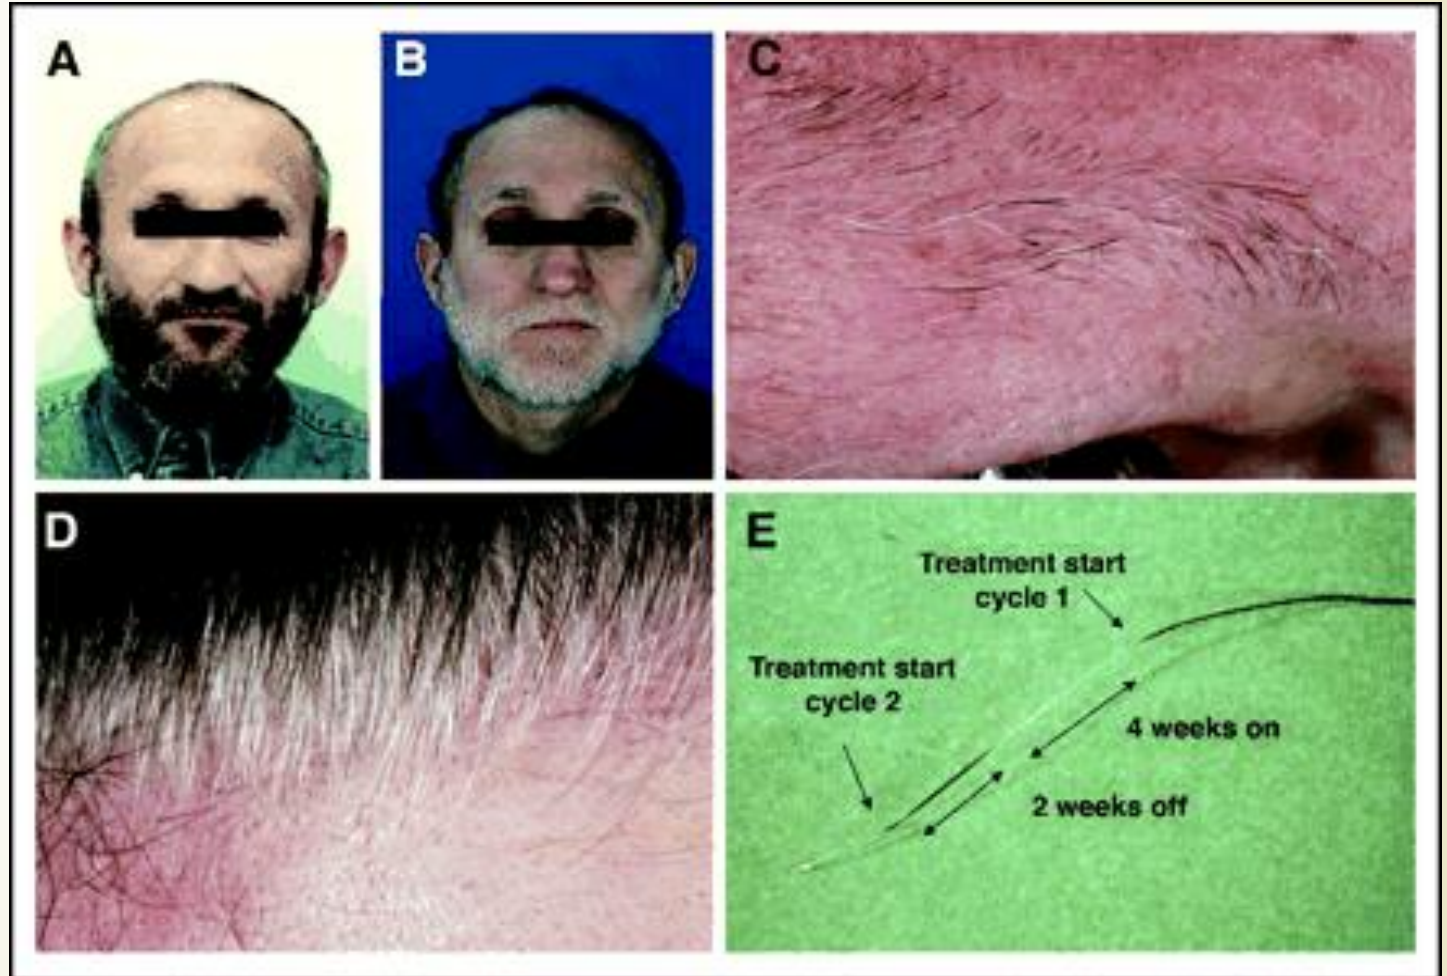 A
B
C
D
E
Treatment start
cycle 1
Treatment start
cycle 2
4 weeks on
2 weeks off